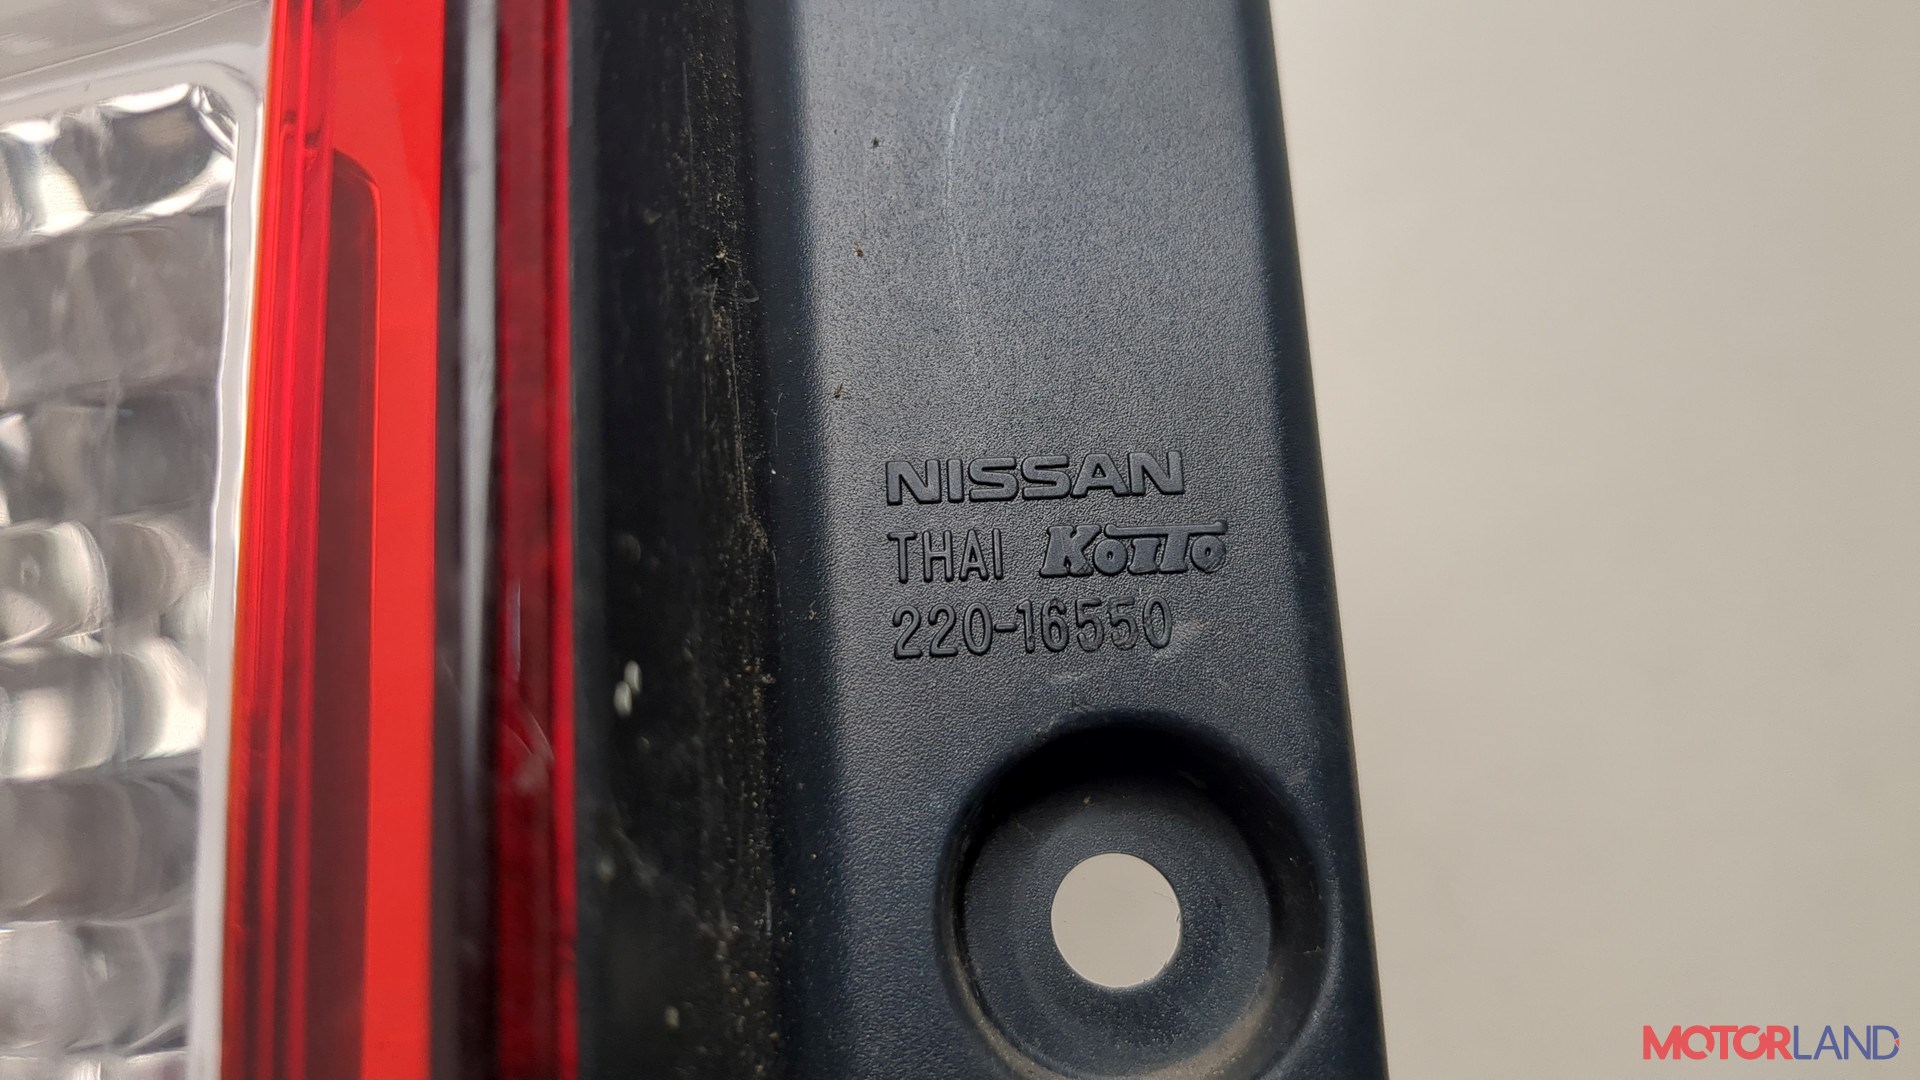 NISSAN
THAI KOITO
220-16550
MOTORLAND